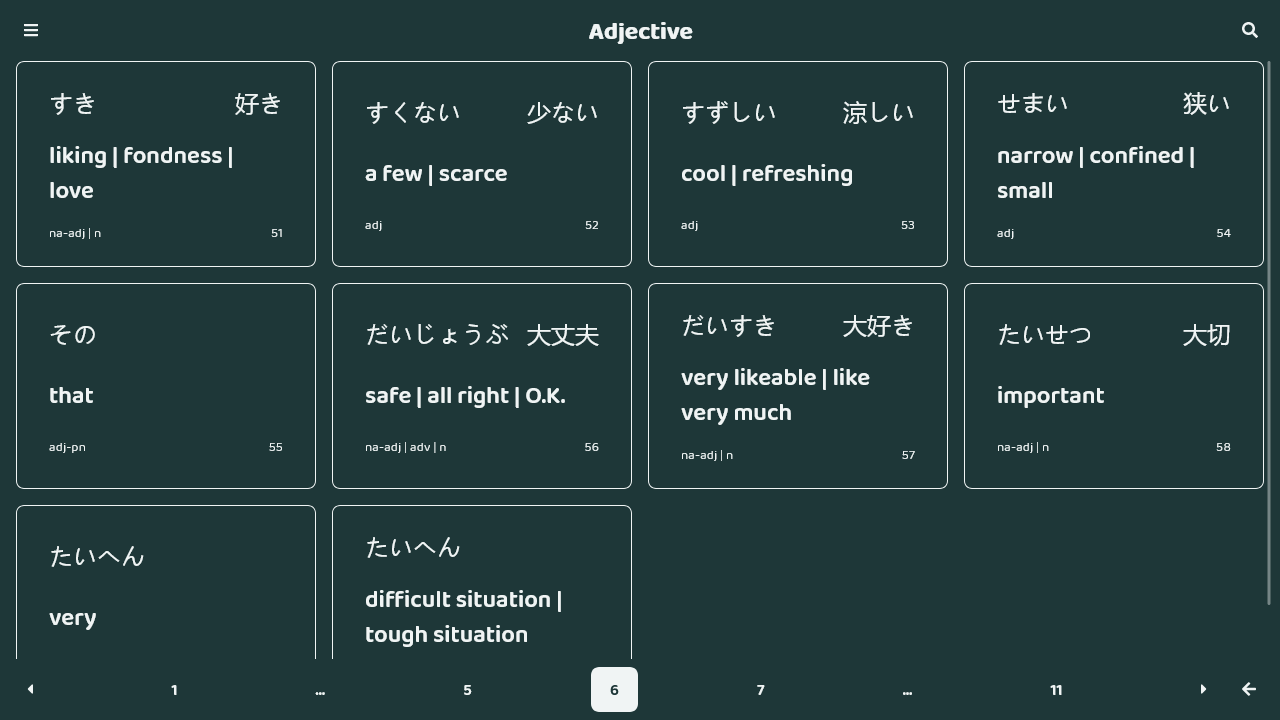 Adjective
すき 好き
liking | fondness |
love
na-adj | n 51
すくない 少ない
a few | scarce
adj 52
すずしい 涼しい
cool | refreshing
adj 53
せまい 狭い
narrow | confined |
small
adj 54
その
that
adj-pn 55
だいじょうぶ 大丈夫
safe | all right | O.K.
na-adj | adv | n 56
だいすき 大好き
very likeable | like
very much
na-adj | n 57
たいせつ 大切
important
na-adj | n 58
たいへん
very
たいへん
difficult situation |
tough situation
1 ... 5 6 7 ... 11